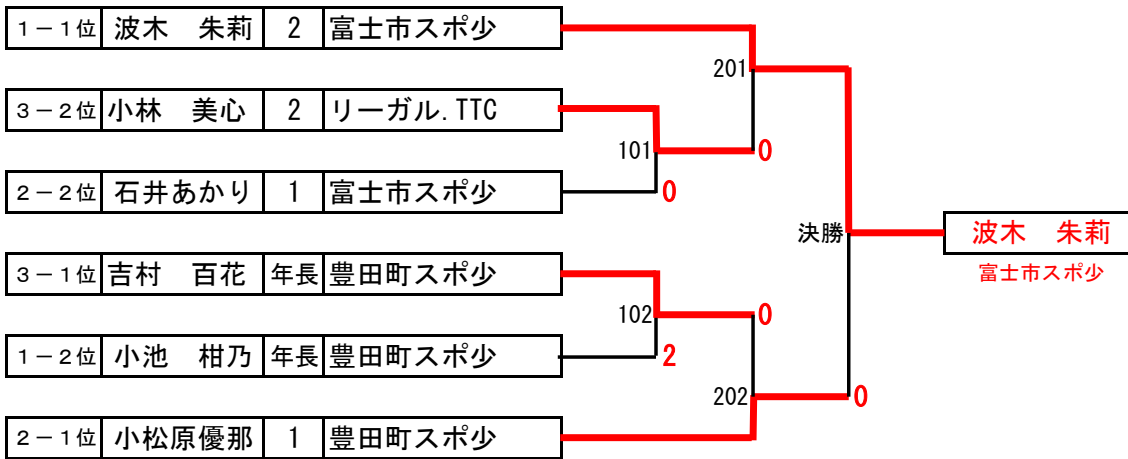 1－1位 波木　朱莉 2 富士市スポ少
201
3－2位 小林　美心 2 リーガル.TTC
101 0
2－2位 石井あかり 1 富士市スポ少
0
決勝 波木　朱莉
富士市スポ少
3－1位 吉村　百花 年長 豊田町スポ少
102 0
1－2位 小池　柑乃 年長 豊田町スポ少
2
202 0
2－1位 小松原優那 1 豊田町スポ少